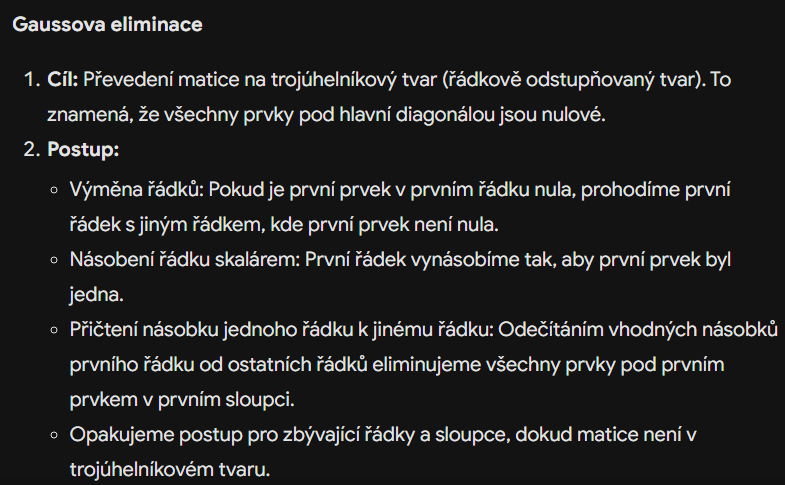 Gaussova eliminace
1. Cíl: Převedení matice na trojúhelníkový tvar (řádkově odstupňovaný tvar). To
znamená, že všechny prvky pod hlavní diagonálou jsou nulové.
2. Postup:
◦ Výměna řádků: Pokud je první prvek v prvním řádku nula, prohodíme první
řádek s jiným řádkem, kde první prvek není nula.
◦ Násobení řádku skalárem: První řádek vynásobíme tak, aby první prvek byl
jedna.
◦ Přičtení násobku jednoho řádku k jinému řádku: Odečítáním vhodných násobků
prvního řádku od ostatních řádků eliminujeme všechny prvky pod prvním
prvkem v prvním sloupci.
◦ Opakujeme postup pro zbývající řádky a sloupce, dokud matice není v
trojúhelníkovém tvaru.